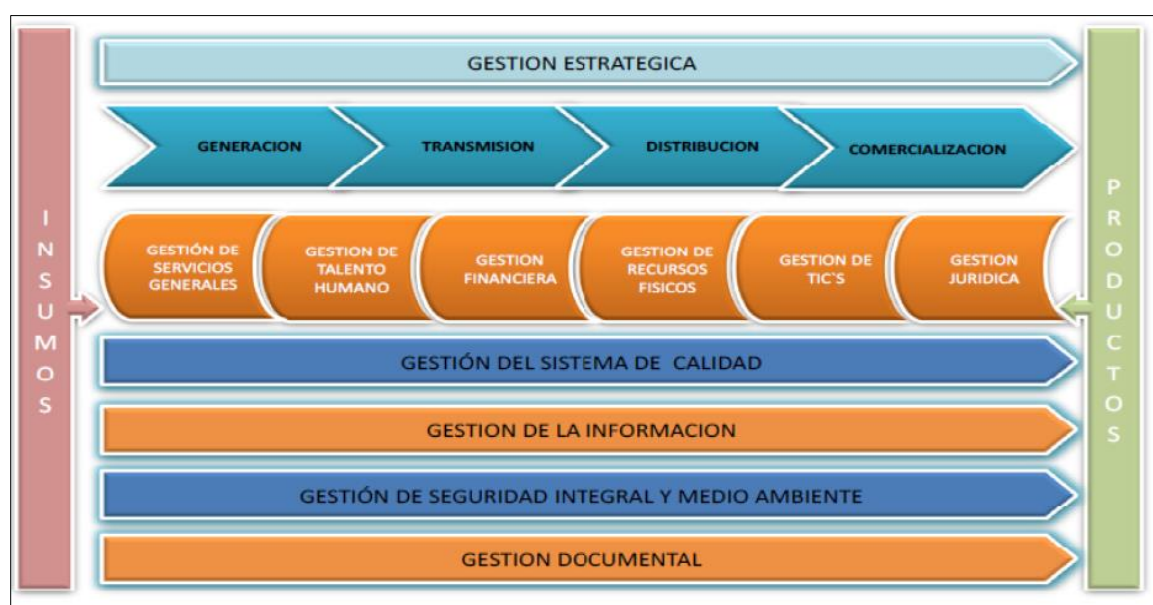 GESTION ESTRATEGICA
GENERACION
TRANSMISION
DISTRIBUCION
COMERCIALIZACION
INSUMOS
GESTIÓN DE
SERVICIOS
GENERALES
GESTION DE
TALENTO
HUMANO
GESTION
FINANCIERA
GESTION DE
RECURSOS
FISICOS
GESTION DE
TIC`S
GESTION
JURIDICA
PRODUCTOS
GESTIÓN DEL SISTEMA DE CALIDAD
GESTION DE LA INFORMACION
GESTIÓN DE SEGURIDAD INTEGRAL Y MEDIO AMBIENTE
GESTION DOCUMENTAL